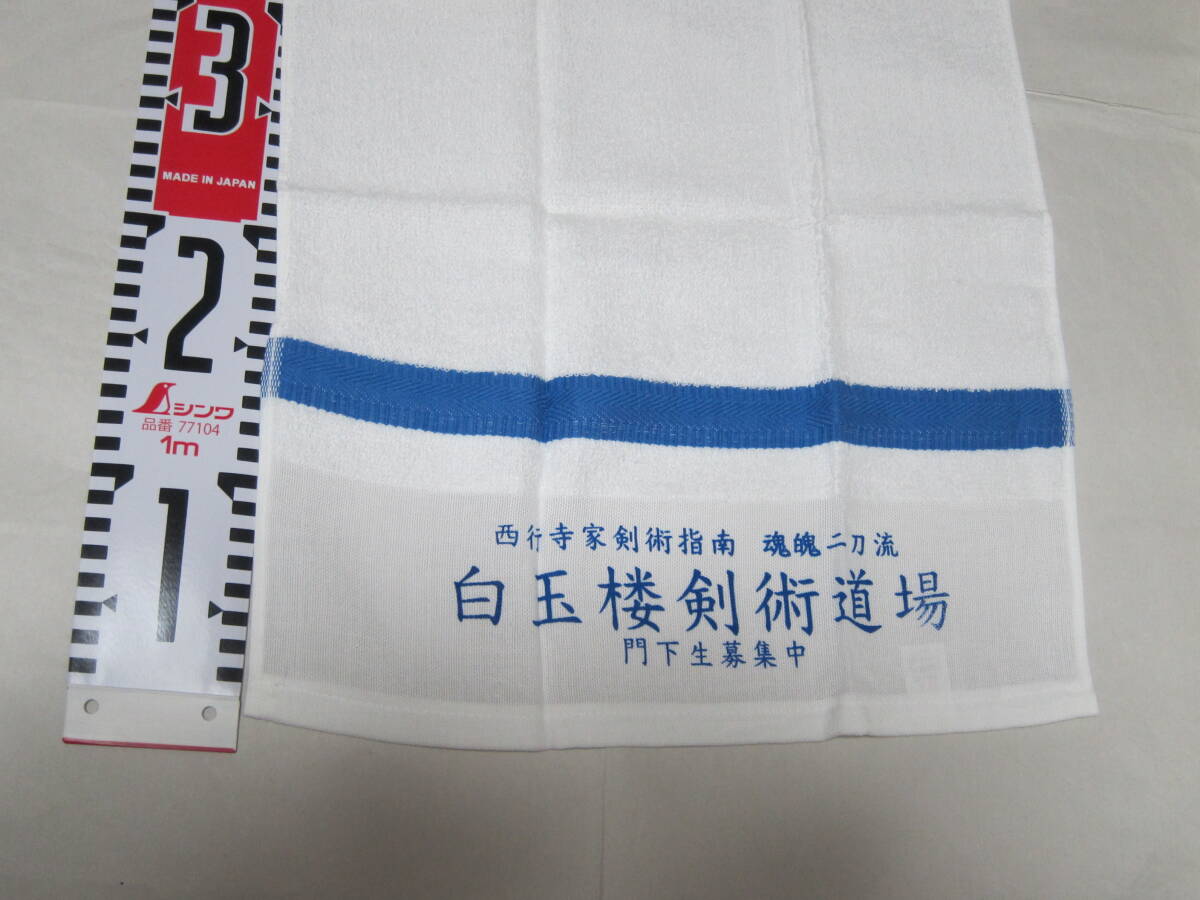 3
MADE IN JAPAN
2
シンワ
品番 77104
1m
1
西行寺家剣術指南 魂魄二刀流
白玉楼剣術道場
門下生募集中